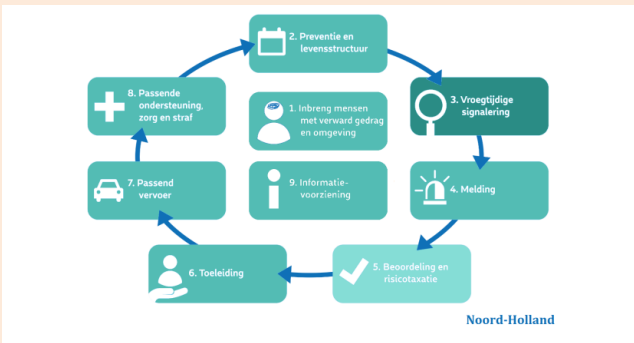 2. Preventie en
levensstructuur
8. Passende
ondersteuning,
zorg en straf
1. Inbreng mensen
met verward gedrag
en omgeving
3. Vroegtijdige
signalering
7. Passend
vervoer
9. Informatie-
voorziening
4. Melding
6. Toeleiding
5. Beoordeling en
risicotaxatie
Noord-Holland